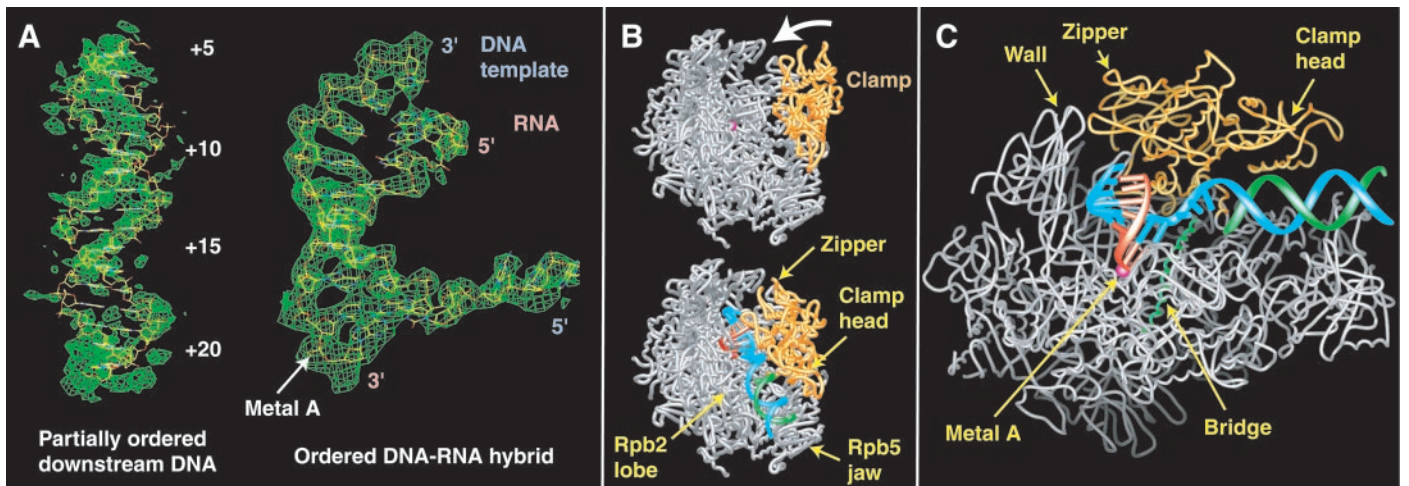 A
+5
+10
+15
+20
Partially ordered
downstream DNA
3'
DNA
template
RNA
5'
5'
3'
Metal A
Ordered DNA-RNA hybrid
B
Clamp
Zipper
Clamp
head
Rpb2
lobe
Rpb5
jaw
C
Zipper
Wall
Clamp
head
Metal A
Bridge